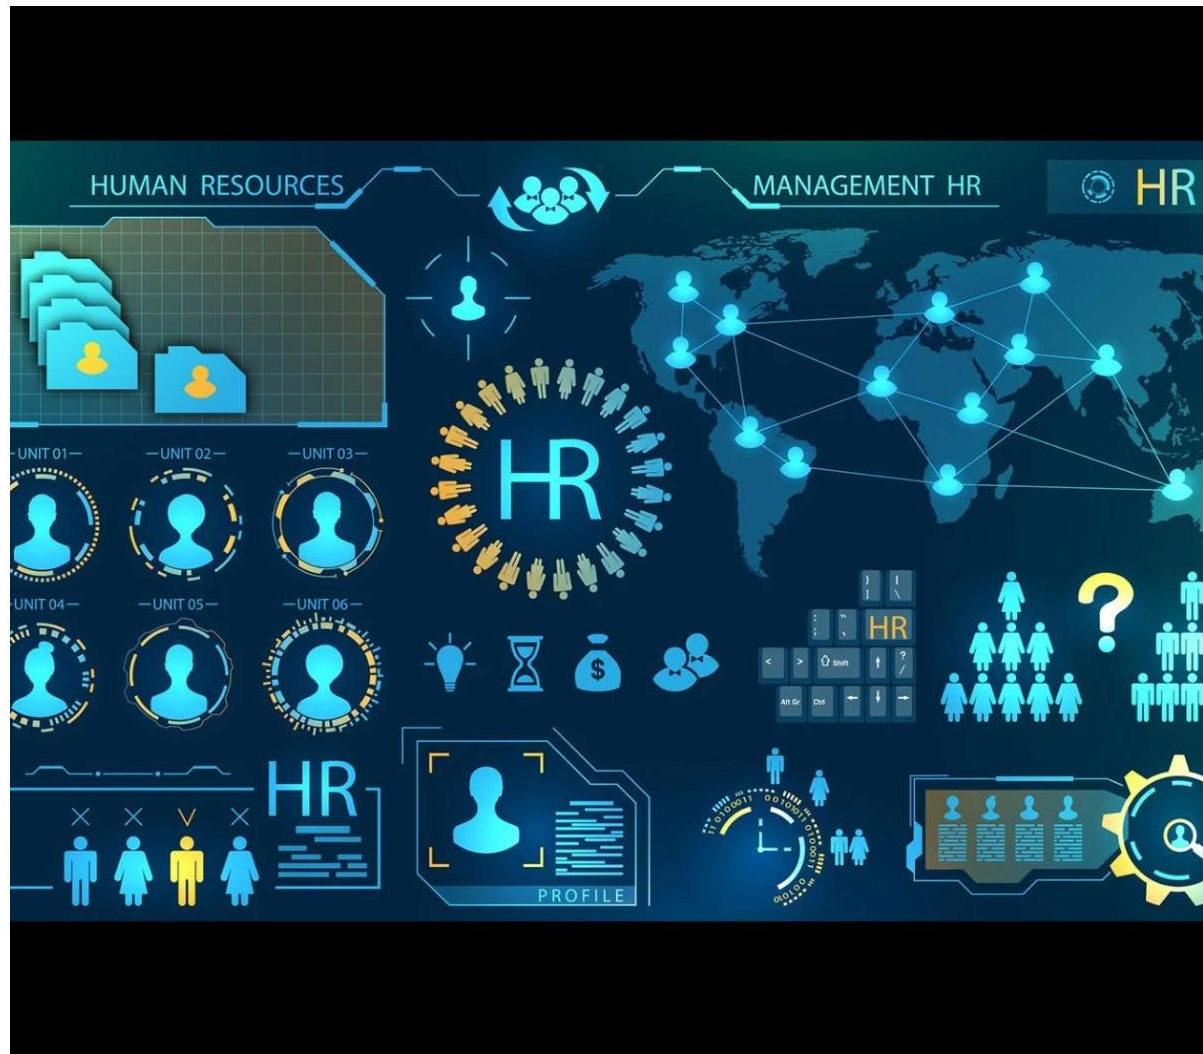 HUMAN RESOURCES
MANAGEMENT HR
HR
HR
UNIT 01
UNIT 02
UNIT 03
UNIT 04
UNIT 05
UNIT 06
$
} |
] \
: "
; HR
< > Shift ?
/
Alt Gr Ctrl
?
HR
PROFILE